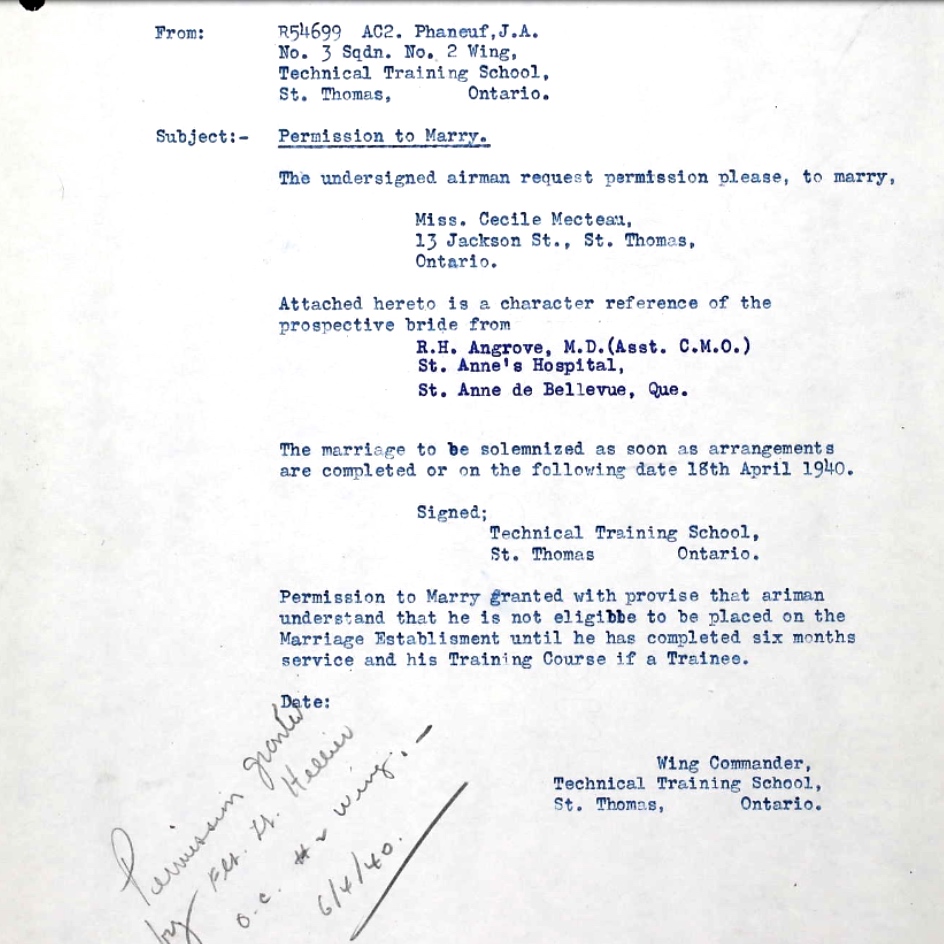 From: R54699 AC2. Phaneuf,J.A.
No. 3 Sqdn. No. 2 Wing,
Technical Training School,
St. Thomas, Ontario.
Subject:- Permission to Marry.
The undersigned airman request permission please, to marry,
Miss. Cecile Mecteau,
13 Jackson St., St. Thomas,
Ontario.
Attached hereto is a character reference of the
prospective bride from
R.H. Angrove, M.D.(Asst. C.M.O.)
St. Anne's Hospital,
St. Anne de Bellevue, Que.
The marriage to be solemnized as soon as arrangements
are completed or on the following date 18th April 1940.
Signed;
Technical Training School,
St. Thomas Ontario.
Permission to Marry granted with provise that ariman
understand that he is not eligibbe to be placed on the
Marriage Establisment until he has completed six months
service and his Training Course if a Trainee.
Date:
Wing Commander,
Technical Training School,
St. Thomas, Ontario.
Permission granted
by Flt. Lt. Hallier
O.C. #2 Wing.-
6/4/40.